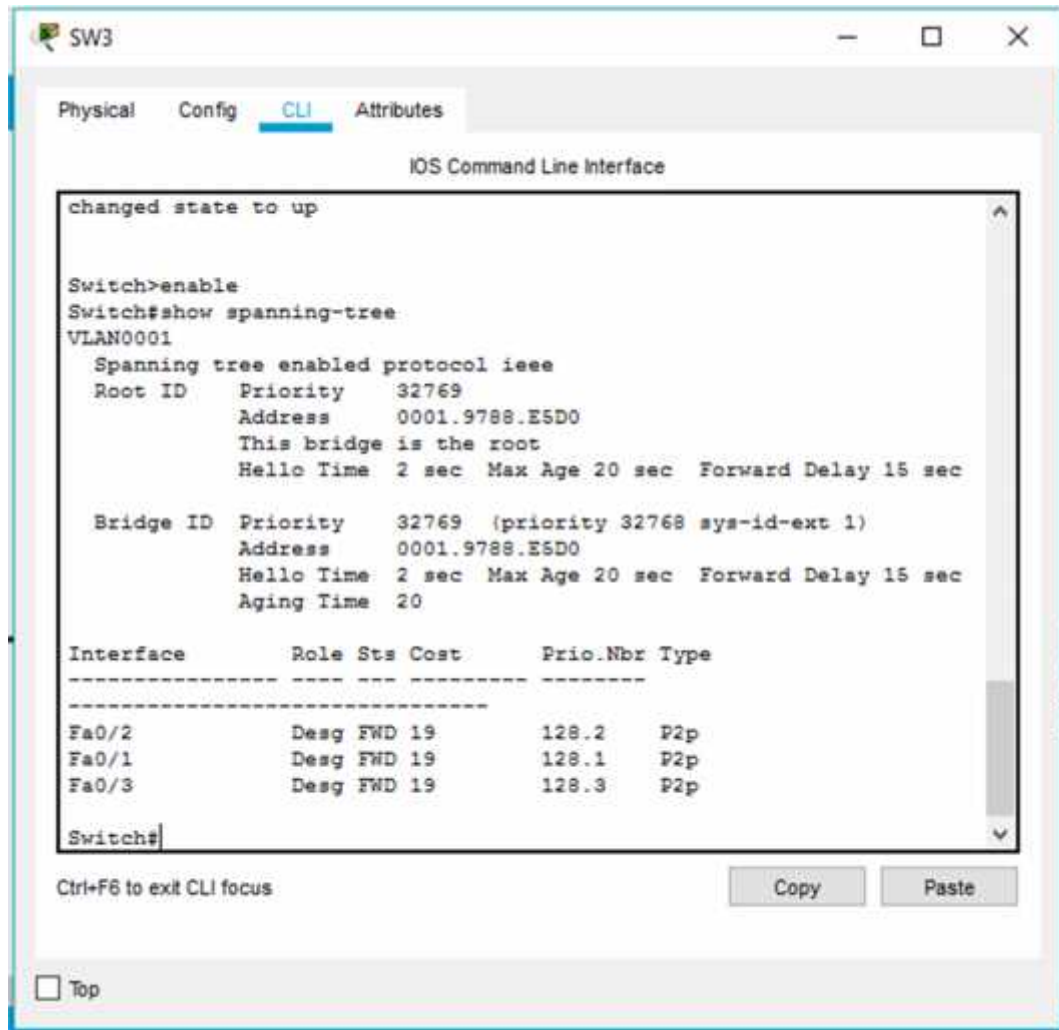 SW3
Physical Config CLI Attributes
IOS Command Line Interface
changed state to up
Switch>enable
Switch#show spanning-tree
VLAN0001
  Spanning tree enabled protocol ieee
  Root ID    Priority    32769
             Address     0001.9788.E5D0
             This bridge is the root
             Hello Time  2 sec  Max Age 20 sec  Forward Delay 15 sec
  Bridge ID  Priority    32769  (priority 32768 sys-id-ext 1)
             Address     0001.9788.E5D0
             Hello Time  2 sec  Max Age 20 sec  Forward Delay 15 sec
             Aging Time  20
Interface        Role Sts Cost      Prio.Nbr Type
---------------- ---- --- --------- --------
--------------------------------
Fa0/2            Desg FWD 19        128.2    P2p
Fa0/1            Desg FWD 19        128.1    P2p
Fa0/3            Desg FWD 19        128.3    P2p
Switch#
Ctrl+F6 to exit CLI focus Copy Paste
Top